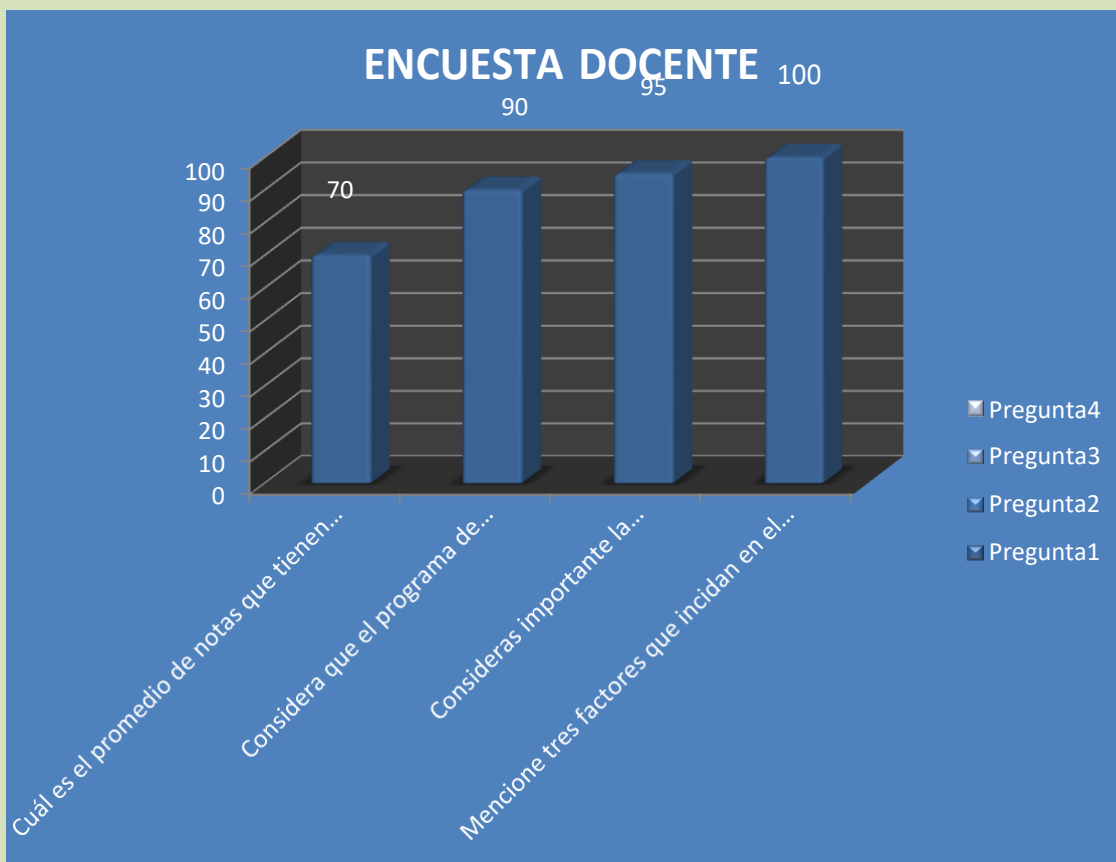 ENCUESTA DOCENTE
70
90
95
100
100
90
80
70
60
50
40
30
20
10
0
Cuál es el promedio de notas que tienen...
Considera que el programa de...
Consideras importante la...
Mencione tres factores que incidan en el...
Pregunta4
Pregunta3
Pregunta2
Pregunta1